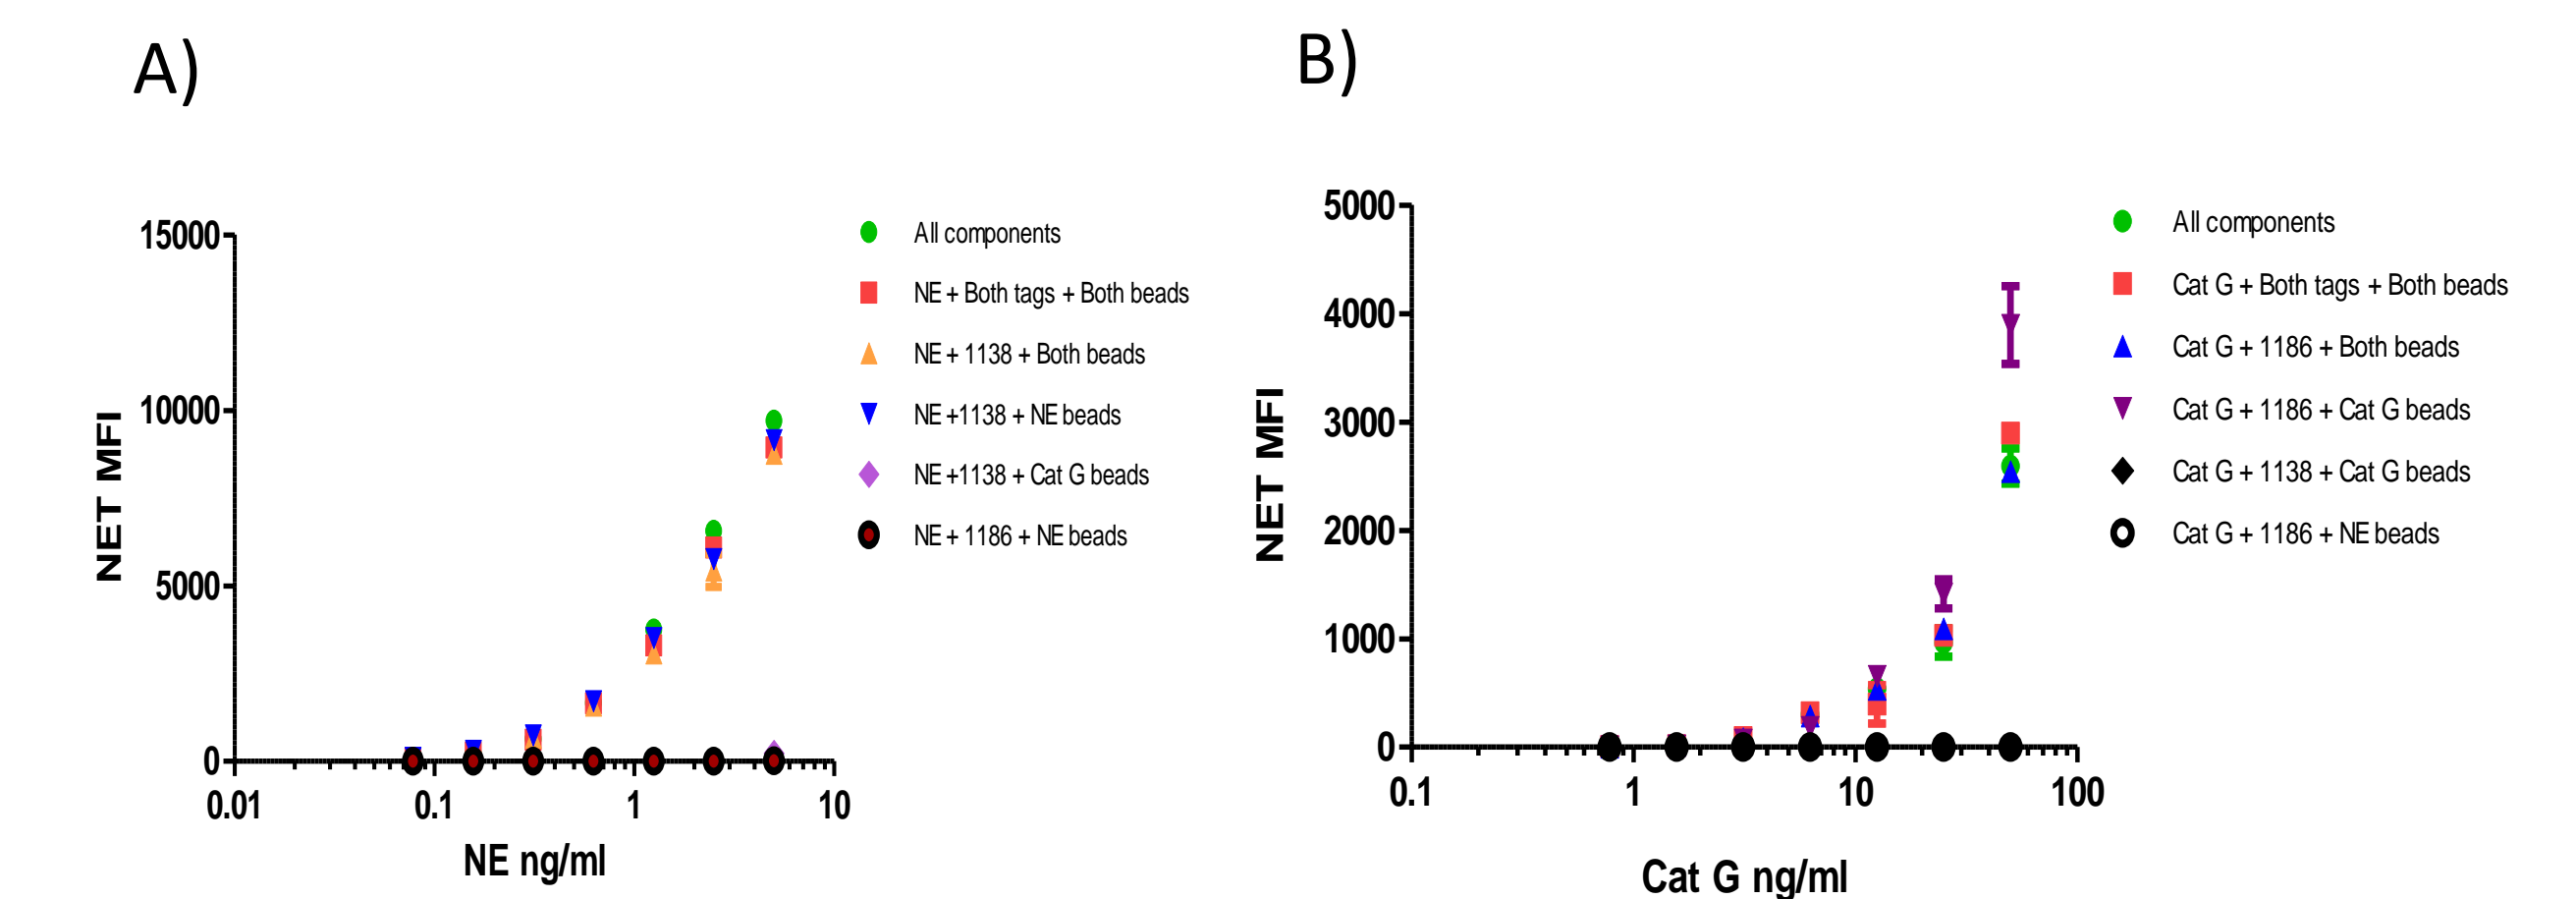 A)
15000
10000
5000
0
0.01
0.1
1
10
NET MFI
NE ng/ml
All components
NE + Both tags + Both beads
NE + 1138 + Both beads
NE +1138 + NE beads
NE +1138 + Cat G beads
NE + 1186 + NE beads
B)
5000
4000
3000
2000
1000
0
0.1
1
10
100
NET MFI
Cat G ng/ml
All components
Cat G + Both tags + Both beads
Cat G + 1186 + Both beads
Cat G + 1186 + Cat G beads
Cat G + 1138 + Cat G beads
Cat G + 1186 + NE beads